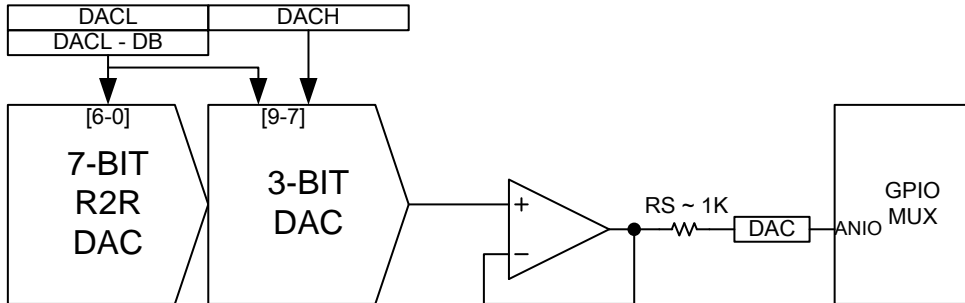 DACL DACH
DACL - DB
[6-0] [9-7]
7-BIT
R2R
DAC
3-BIT
DAC
+
−
RS ~ 1K
DAC
ANIO
GPIO
MUX